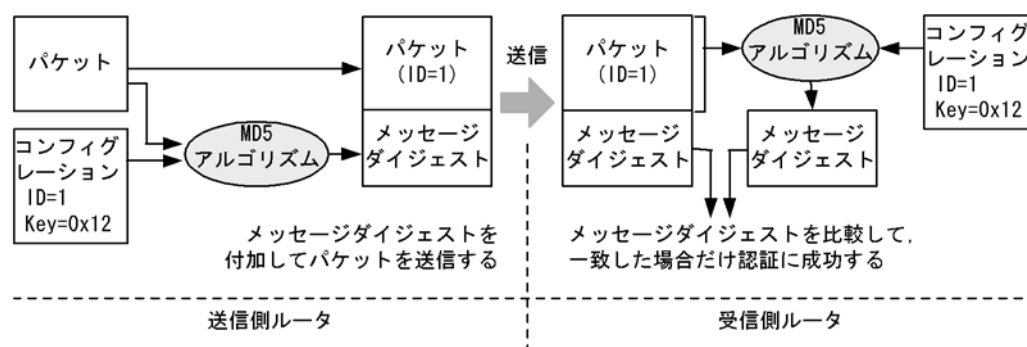 パケット
コンフィグ
レーション
ID=1
Key=0x12
MD5
アルゴリズム
パケット
(ID=1)
メッセージ
ダイジェスト
メッセージダイジェストを
付加してパケットを送信する
送信側ルータ
送信
パケット
(ID=1)
メッセージ
ダイジェスト
MD5
アルゴリズム
メッセージ
ダイジェスト
コンフィグ
レーション
ID=1
Key=0x12
メッセージダイジェストを比較して,
一致した場合だけ認証に成功する
受信側ルータ